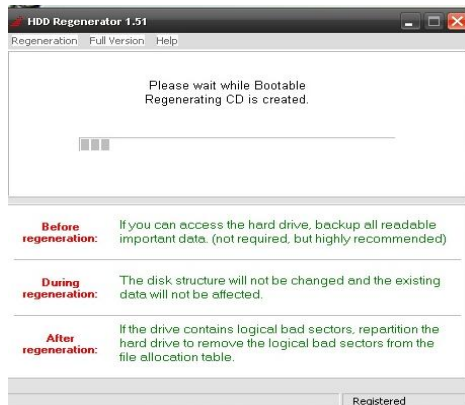 HDD Regenerator 1.51
Regeneration Full Version Help
Please wait while Bootable
Regenerating CD is created.
Before
regeneration:
If you can access the hard drive, backup all readable
important data. (not required, but highly recommended)
During
regeneration:
The disk structure will not be changed and the existing
data will not be affected.
After
regeneration:
If the drive contains logical bad sectors, repartition the
hard drive to remove the logical bad sectors from the
file allocation table.
Registered